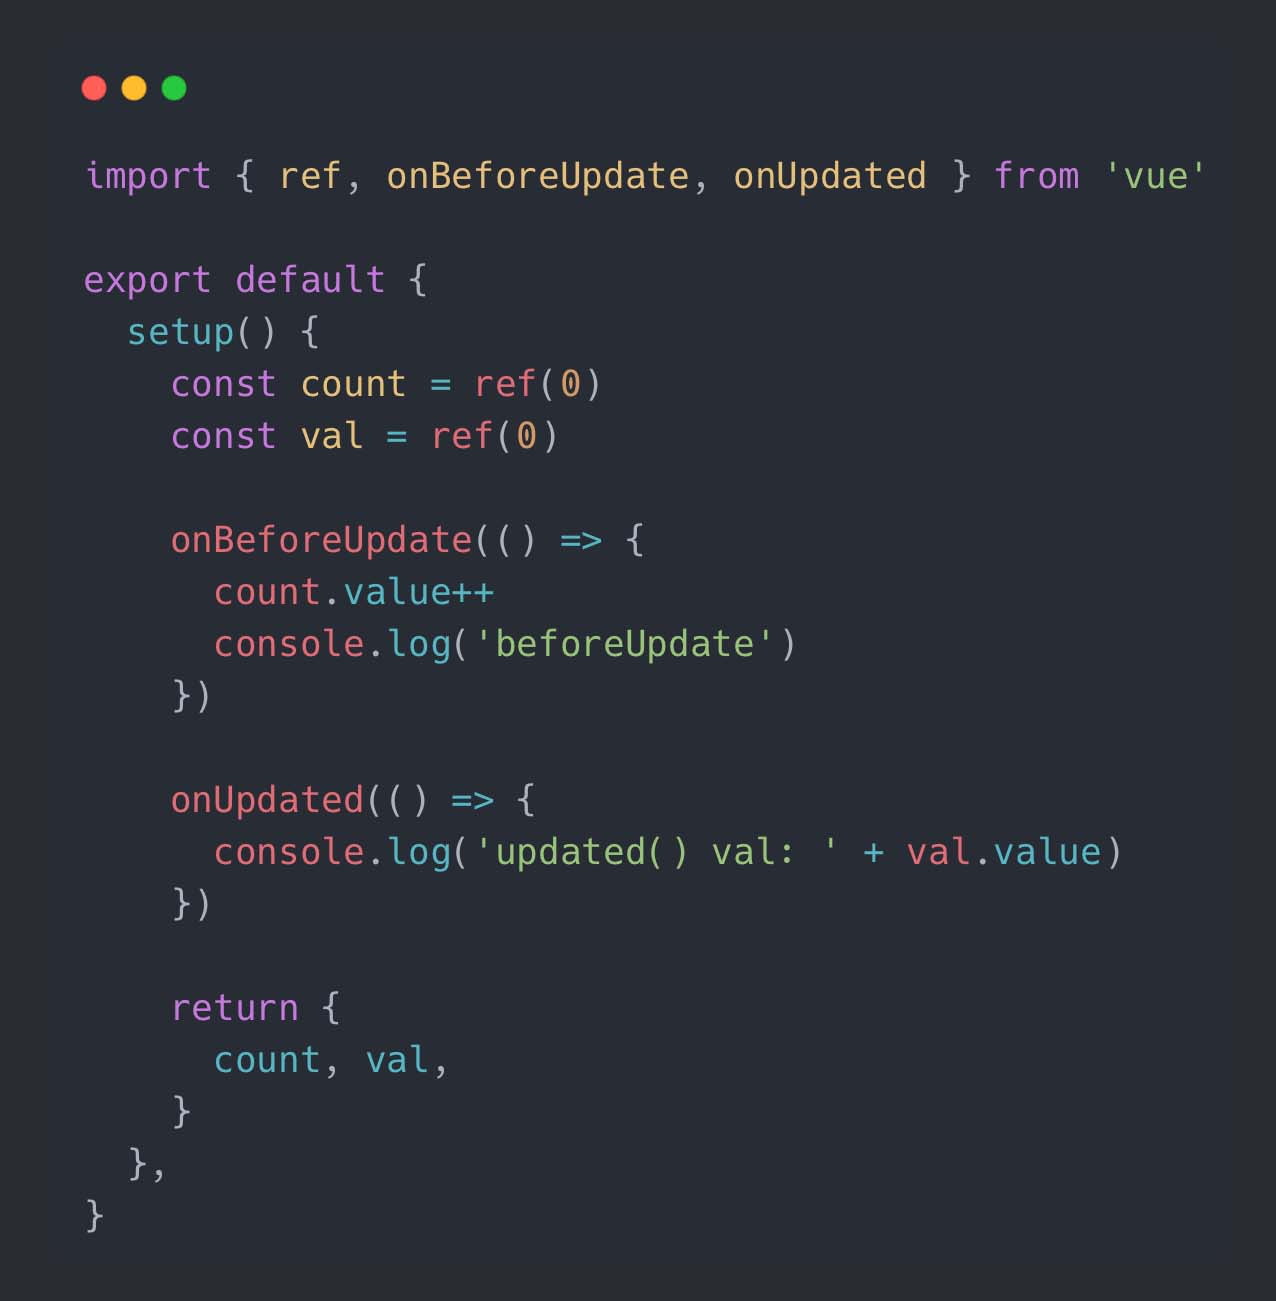 import { ref, onBeforeUpdate, onUpdated } from 'vue'

export default {
  setup() {
    const count = ref(0)
    const val = ref(0)

    onBeforeUpdate(() => {
      count.value++
      console.log('beforeUpdate')
    })

    onUpdated(() => {
      console.log('updated() val: ' + val.value)
    })

    return {
      count, val,
    }
  },
}